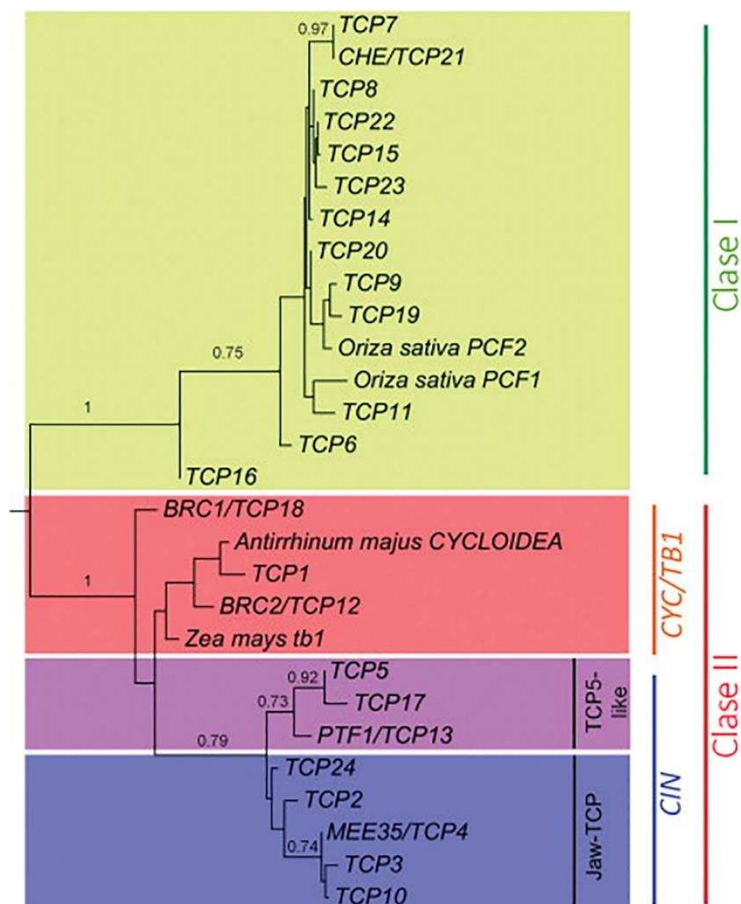 0.97
TCP7
CHE/TCP21
TCP8
TCP22
TCP15
TCP23
TCP14
TCP20
TCP9
TCP19
0.75
Oriza sativa PCF2
Oriza sativa PCF1
1
TCP11
TCP6
TCP16
Clase I
BRC1/TCP18
Antirrhinum majus CYCLOIDEA
1
TCP1
BRC2/TCP12
Zea mays tb1
CYC/TB1
TCP5
0.92
0.73
TCP17
PTF1/TCP13
TCP5-
like
0.79
TCP24
TCP2
MEE35/TCP4
0.74
TCP3
TCP10
Jaw-TCP
CIN
Clase II